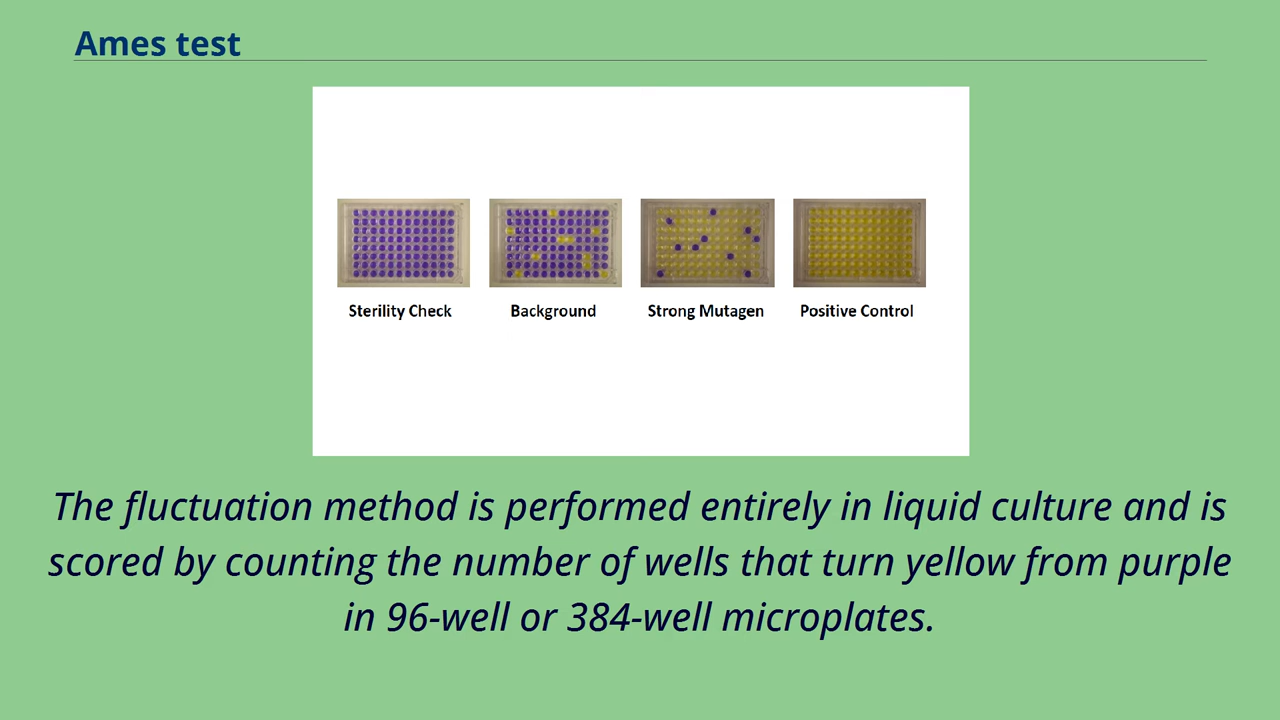 Ames test
Sterility Check
Background
Strong Mutagen
Positive Control
The fluctuation method is performed entirely in liquid culture and is
scored by counting the number of wells that turn yellow from purple
in 96-well or 384-well microplates.